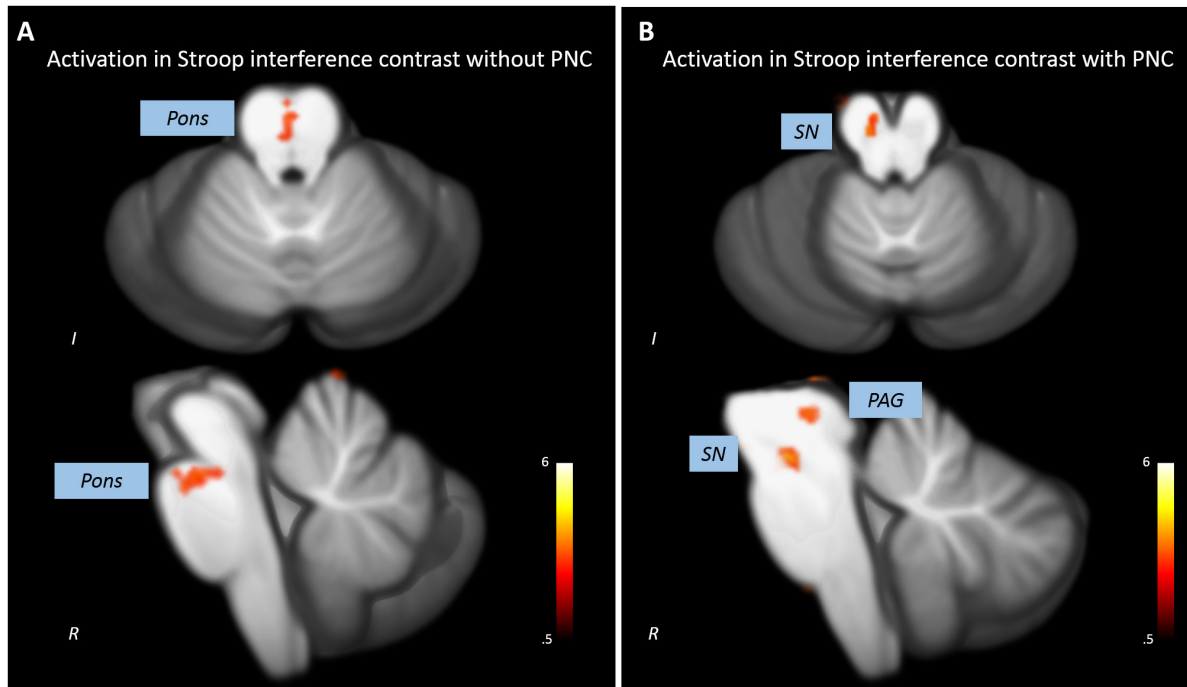 A
Activation in Stroop interference contrast without PNC
Pons
I
Pons
6
.5
R
B
Activation in Stroop interference contrast with PNC
SN
I
PAG
SN
6
.5
R